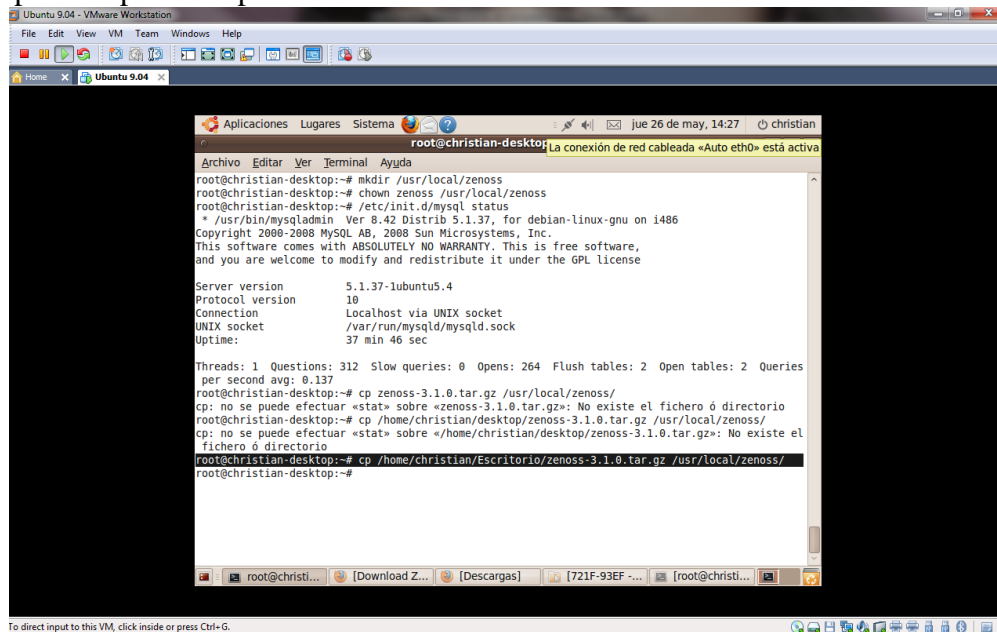 Ubuntu 9.04 - VMware Workstation
File Edit View VM Team Windows Help
Home Ubuntu 9.04
Aplicaciones Lugares Sistema jue 26 de may, 14:27 christian
root@christian-desktop
La conexión de red cableada «Auto eth0» está activa
Archivo Editar Ver Terminal Ayuda
root@christian-desktop:~# mkdir /usr/local/zenoss
root@christian-desktop:~# chown zenoss /usr/local/zenoss
root@christian-desktop:~# /etc/init.d/mysql status
* /usr/bin/mysqladmin Ver 8.42 Distrib 5.1.37, for debian-linux-gnu on i486
Copyright 2000-2008 MySQL AB, 2008 Sun Microsystems, Inc.
This software comes with ABSOLUTELY NO WARRANTY. This is free software,
and you are welcome to modify and redistribute it under the GPL license
Server version 5.1.37-1ubuntu5.4
Protocol version 10
Connection Localhost via UNIX socket
UNIX socket /var/run/mysqld/mysqld.sock
Uptime: 37 min 46 sec
Threads: 1 Questions: 312 Slow queries: 0 Opens: 264 Flush tables: 2 Open tables: 2 Queries
per second avg: 0.137
root@christian-desktop:~# cp zenoss-3.1.0.tar.gz /usr/local/zenoss/
cp: no se puede efectuar «stat» sobre «zenoss-3.1.0.tar.gz»: No existe el fichero ó directorio
root@christian-desktop:~# cp /home/christian/desktop/zenoss-3.1.0.tar.gz /usr/local/zenoss/
cp: no se puede efectuar «stat» sobre «/home/christian/desktop/zenoss-3.1.0.tar.gz»: No existe el
fichero ó directorio
root@christian-desktop:~# cp /home/christian/Escritorio/zenoss-3.1.0.tar.gz /usr/local/zenoss/
root@christian-desktop:~#
root@christi... [Download Z... [Descargas] [721F-93EF -... [root@christi...
To direct input to this VM, click inside or press Ctrl+G.